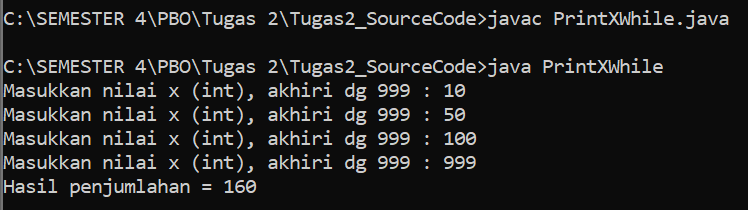 C:\SEMESTER 4\PBO\Tugas 2\Tugas2_SourceCode>javac PrintXWhile.java
C:\SEMESTER 4\PBO\Tugas 2\Tugas2_SourceCode>java PrintXWhile
Masukkan nilai x (int), akhiri dg 999 : 10
Masukkan nilai x (int), akhiri dg 999 : 50
Masukkan nilai x (int), akhiri dg 999 : 100
Masukkan nilai x (int), akhiri dg 999 : 999
Hasil penjumlahan = 160